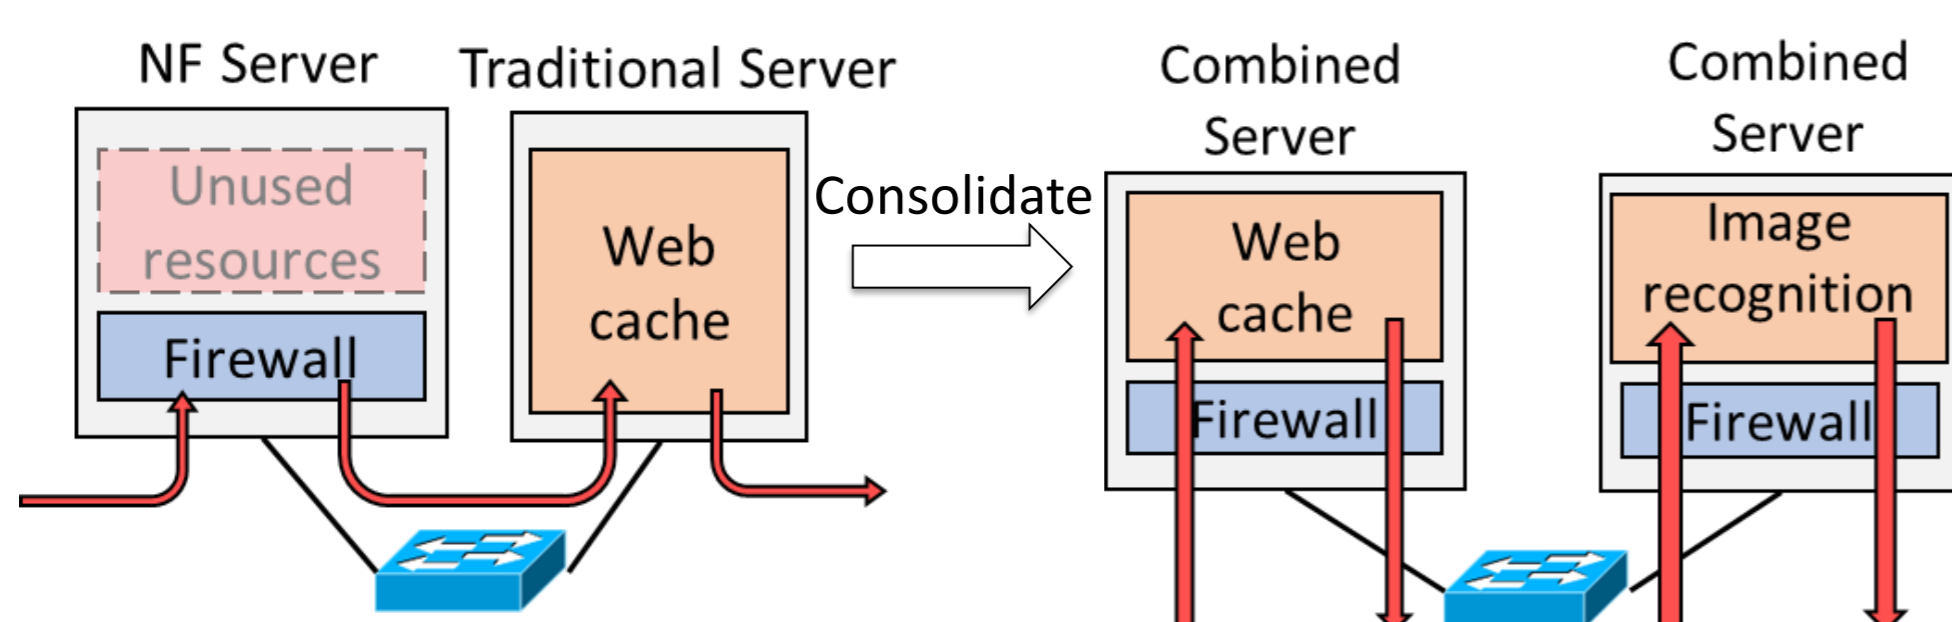 NF Server
Unused
resources
Firewall
Traditional Server
Web
cache
Consolidate
Combined
Server
Web
cache
Firewall
Combined
Server
Image
recognition
Firewall